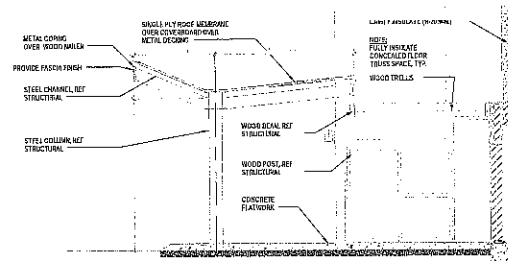 SINGLE PLY ROOF MEMBRANE
OVER COVERBOARD OVER
METAL DECKING
METAL COPING
OVER WOOD NAILER
PROVIDE FASCIA FINISH
STEEL CHANNEL, REF
STRUCTURAL
STEEL COLUMN, REF
STRUCTURAL
WOOD BEAM, REF
STRUCTURAL
WOOD POST, REF
STRUCTURAL
CONCRETE
FLATWORK
NOTE:
FULLY INSULATE
CONCEALED FLOOR
TRUSS SPACE, TYP.
WOOD TRELLIS